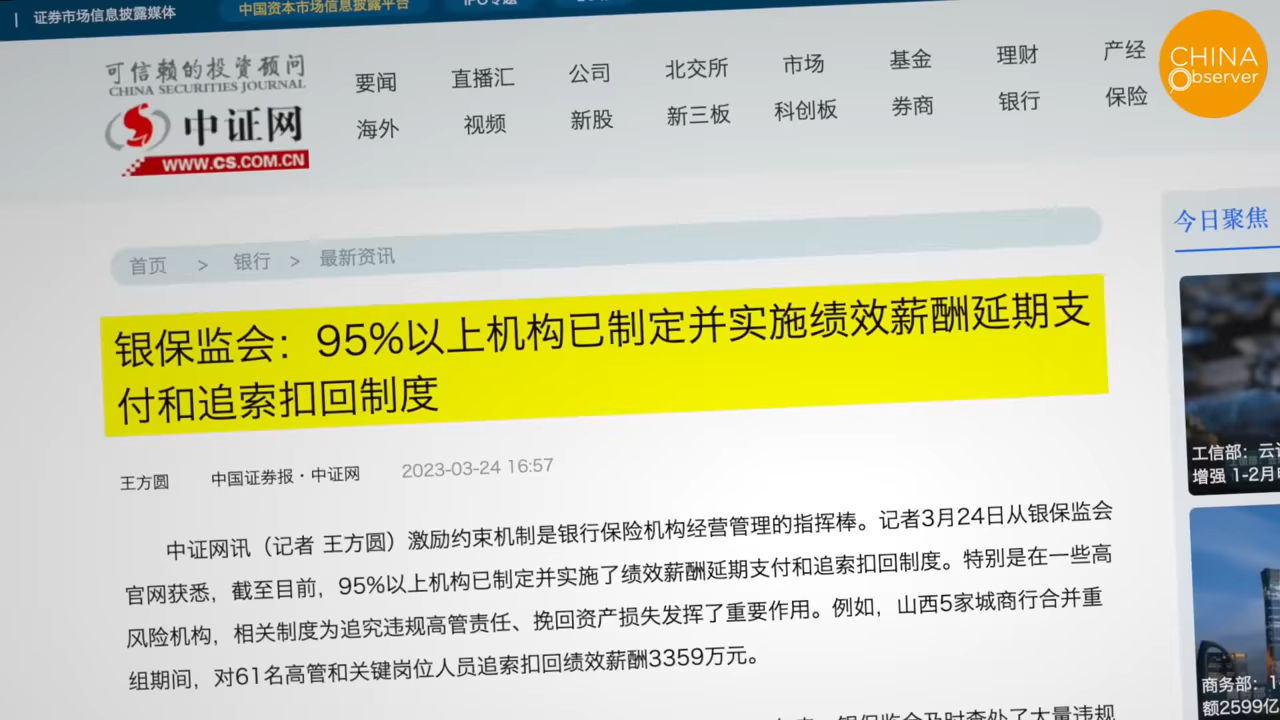 证券市场信息披露媒体
中国资本市场信息披露平台
可信赖的投资顾问
CHINA SECURITIES JOURNAL
中证网
WWW.CS.COM.CN
要闻 直播汇 公司 北交所 市场 基金 理财 产经
海外 视频 新股 新三板 科创板 券商 银行 保险
CHINA
Observer
首页 > 银行 > 最新资讯
今日聚焦
银保监会：95%以上机构已制定并实施绩效薪酬延期支
付和追索扣回制度
王方圆 中国证券报·中证网 2023-03-24 16:57
中证网讯（记者 王方圆）激励约束机制是银行保险机构经营管理的指挥棒。记者3月24日从银保监会
官网获悉，截至目前，95%以上机构已制定并实施了绩效薪酬延期支付和追索扣回制度。特别是在一些高
风险机构，相关制度为追究违规高管责任、挽回资产损失发挥了重要作用。例如，山西5家城商行合并重
组期间，对61名高管和关键岗位人员追索扣回绩效薪酬3359万元。
银保监会及时查处了大量违规
工信部：云
增强 1-2月
商务部：1
额2599亿